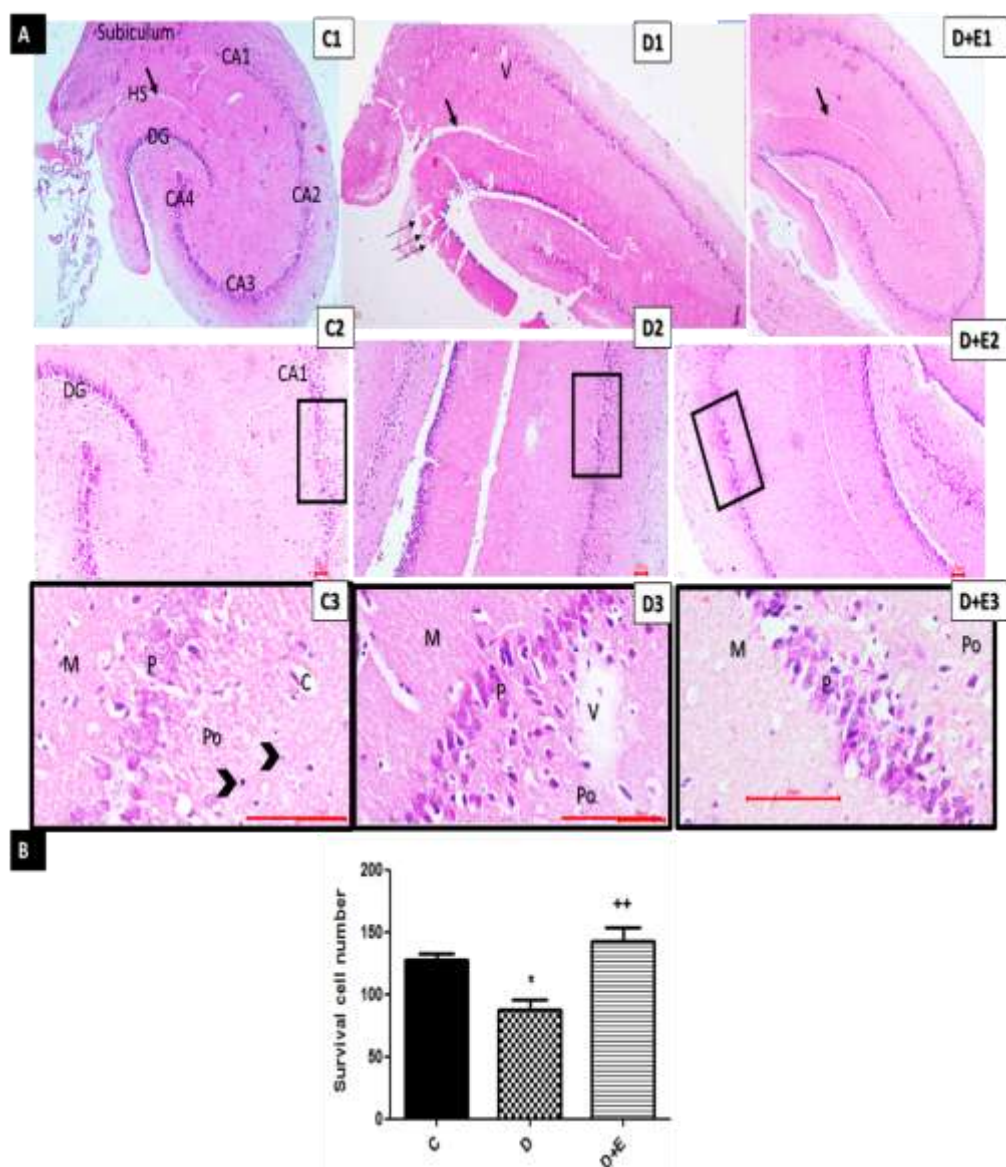 A
C1
D1
D+E1
Subiculum
CA1
V
HS
DG
CA4
CA2
CA3
C2
D2
D+E2
CA1
DG
C3
D3
D+E3
M
P
C
Po
M
P
V
Po
M
P
Po
B
Survival cell number
200
150
100
50
0
*
++
C
D
D+E